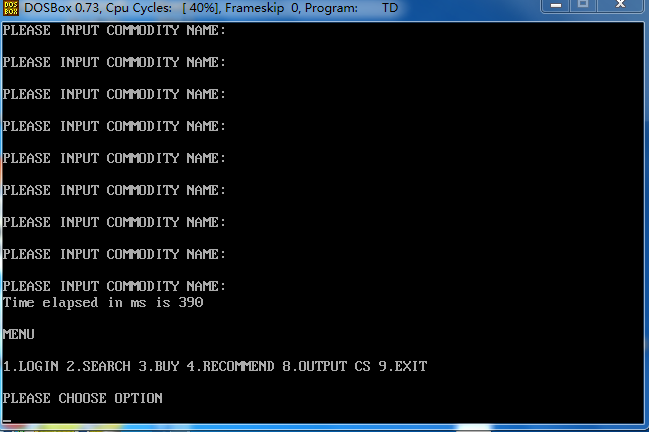 DOS
BOX
DOSBox 0.73, Cpu Cycles: [ 40%], Frameskip 0, Program: TD
PLEASE INPUT COMMODITY NAME:
PLEASE INPUT COMMODITY NAME:
PLEASE INPUT COMMODITY NAME:
PLEASE INPUT COMMODITY NAME:
PLEASE INPUT COMMODITY NAME:
PLEASE INPUT COMMODITY NAME:
PLEASE INPUT COMMODITY NAME:
PLEASE INPUT COMMODITY NAME:
PLEASE INPUT COMMODITY NAME:
Time elapsed in ms is 390
MENU
1.LOGIN 2.SEARCH 3.BUY 4.RECOMMEND 8.OUTPUT CS 9.EXIT
PLEASE CHOOSE OPTION